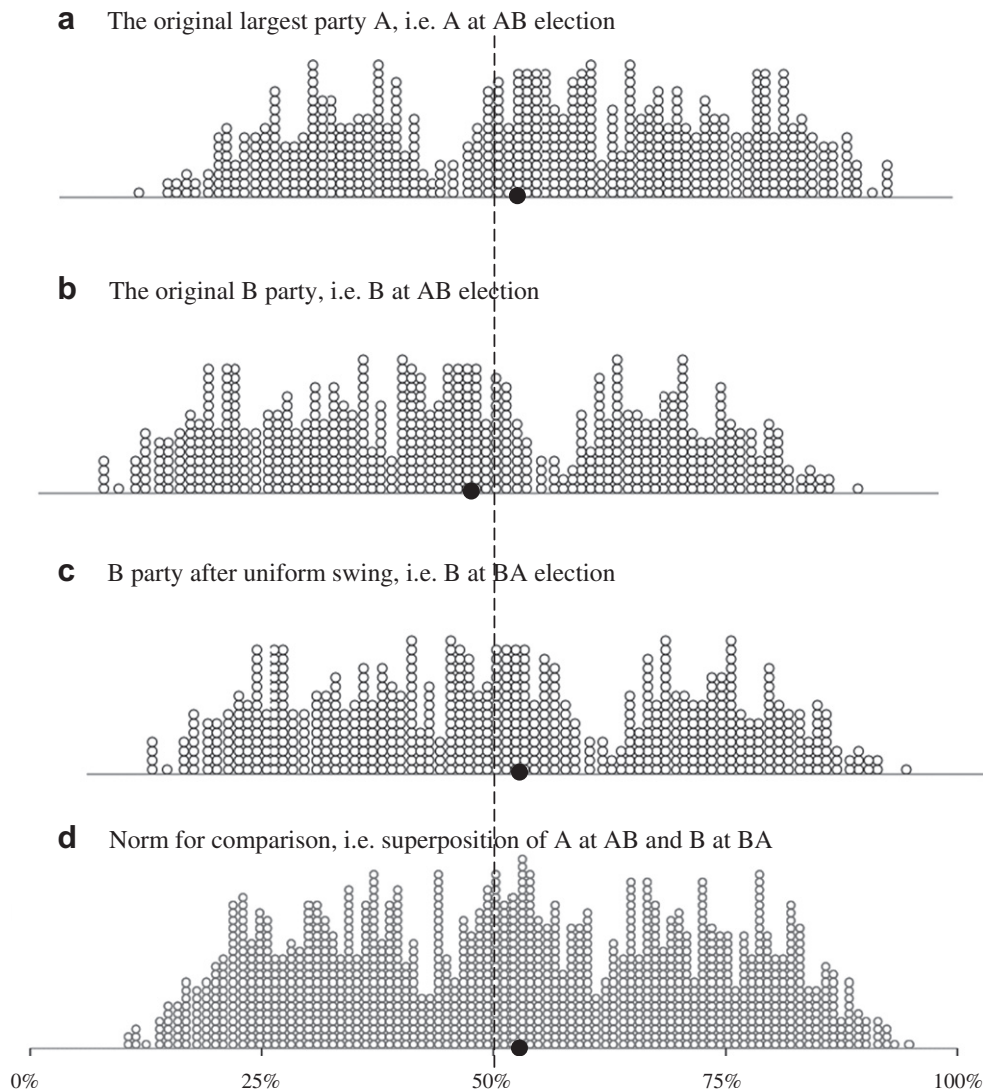 a The original largest party A, i.e. A at AB election
b The original B party, i.e. B at AB election
c B party after uniform swing, i.e. B at BA election
d Norm for comparison, i.e. superposition of A at AB and B at BA
0% 25% 50% 75% 100%